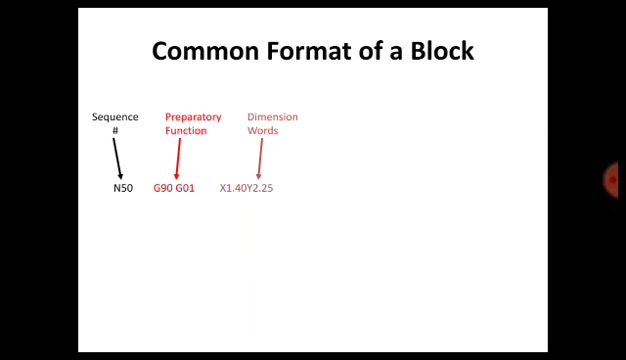 Common Format of a Block
Sequence Preparatory Dimension
# Function Words
N50 G90 G01 X1.40Y2.25